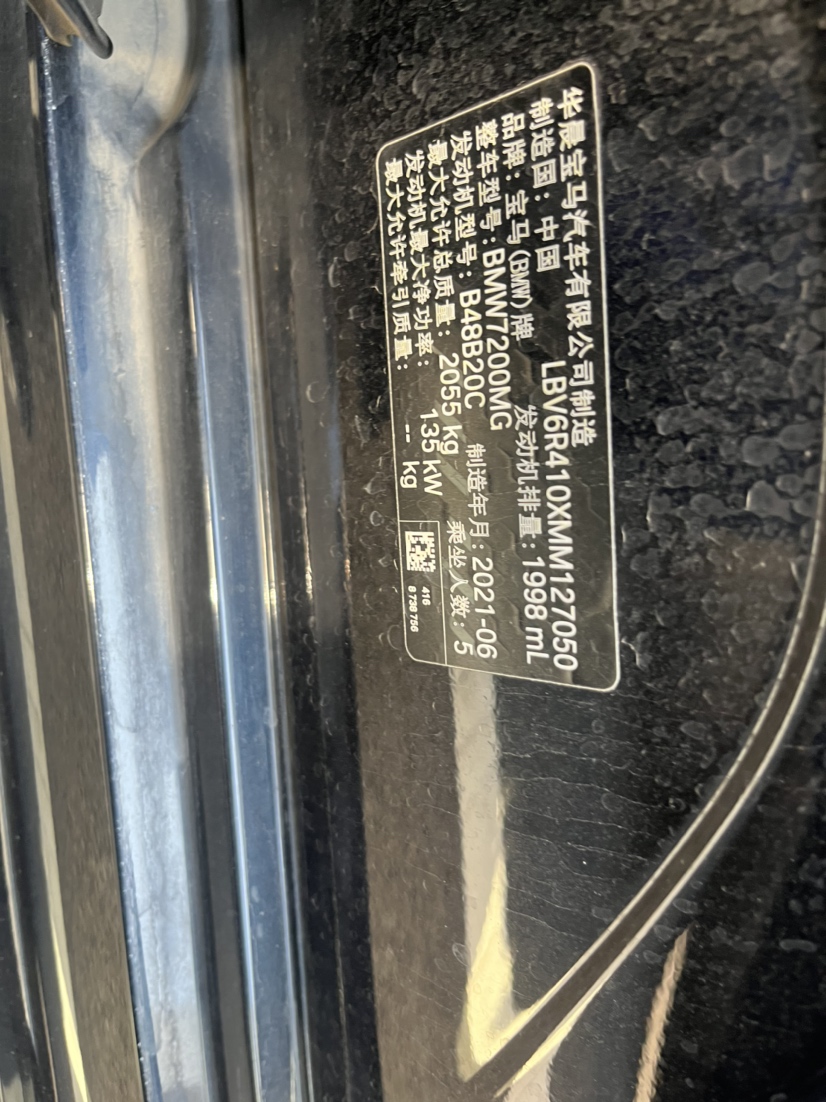 华晨宝马汽车有限公司制造
制造国：中国 LBV6R410XMM127050
品牌：宝马(BMW)牌 发动机排量：1998 mL
整车型号：BMW7200MG
发动机型号：B48B20C 制造年月：2021-06
最大允许总质量：2055 kg 乘坐人数：5
发动机最大净功率：135 kW
最大允许牵引质量：-- kg
416
8 738 756